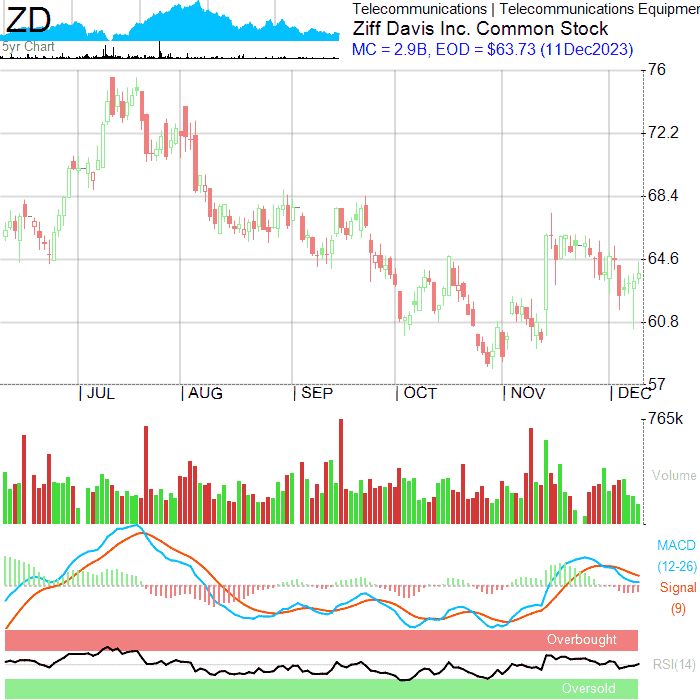 ZD
5yr Chart
Telecommunications | Telecommunications Equipmen
Ziff Davis Inc. Common Stock
MC = 2.9B, EOD = $63.73 (11Dec2023)
76
72.2
68.4
64.6
60.8
57
JUL AUG SEP OCT NOV DEC
765k
Volume
MACD
(12-26)
Signal
(9)
Overbought
RSI(14)
Oversold